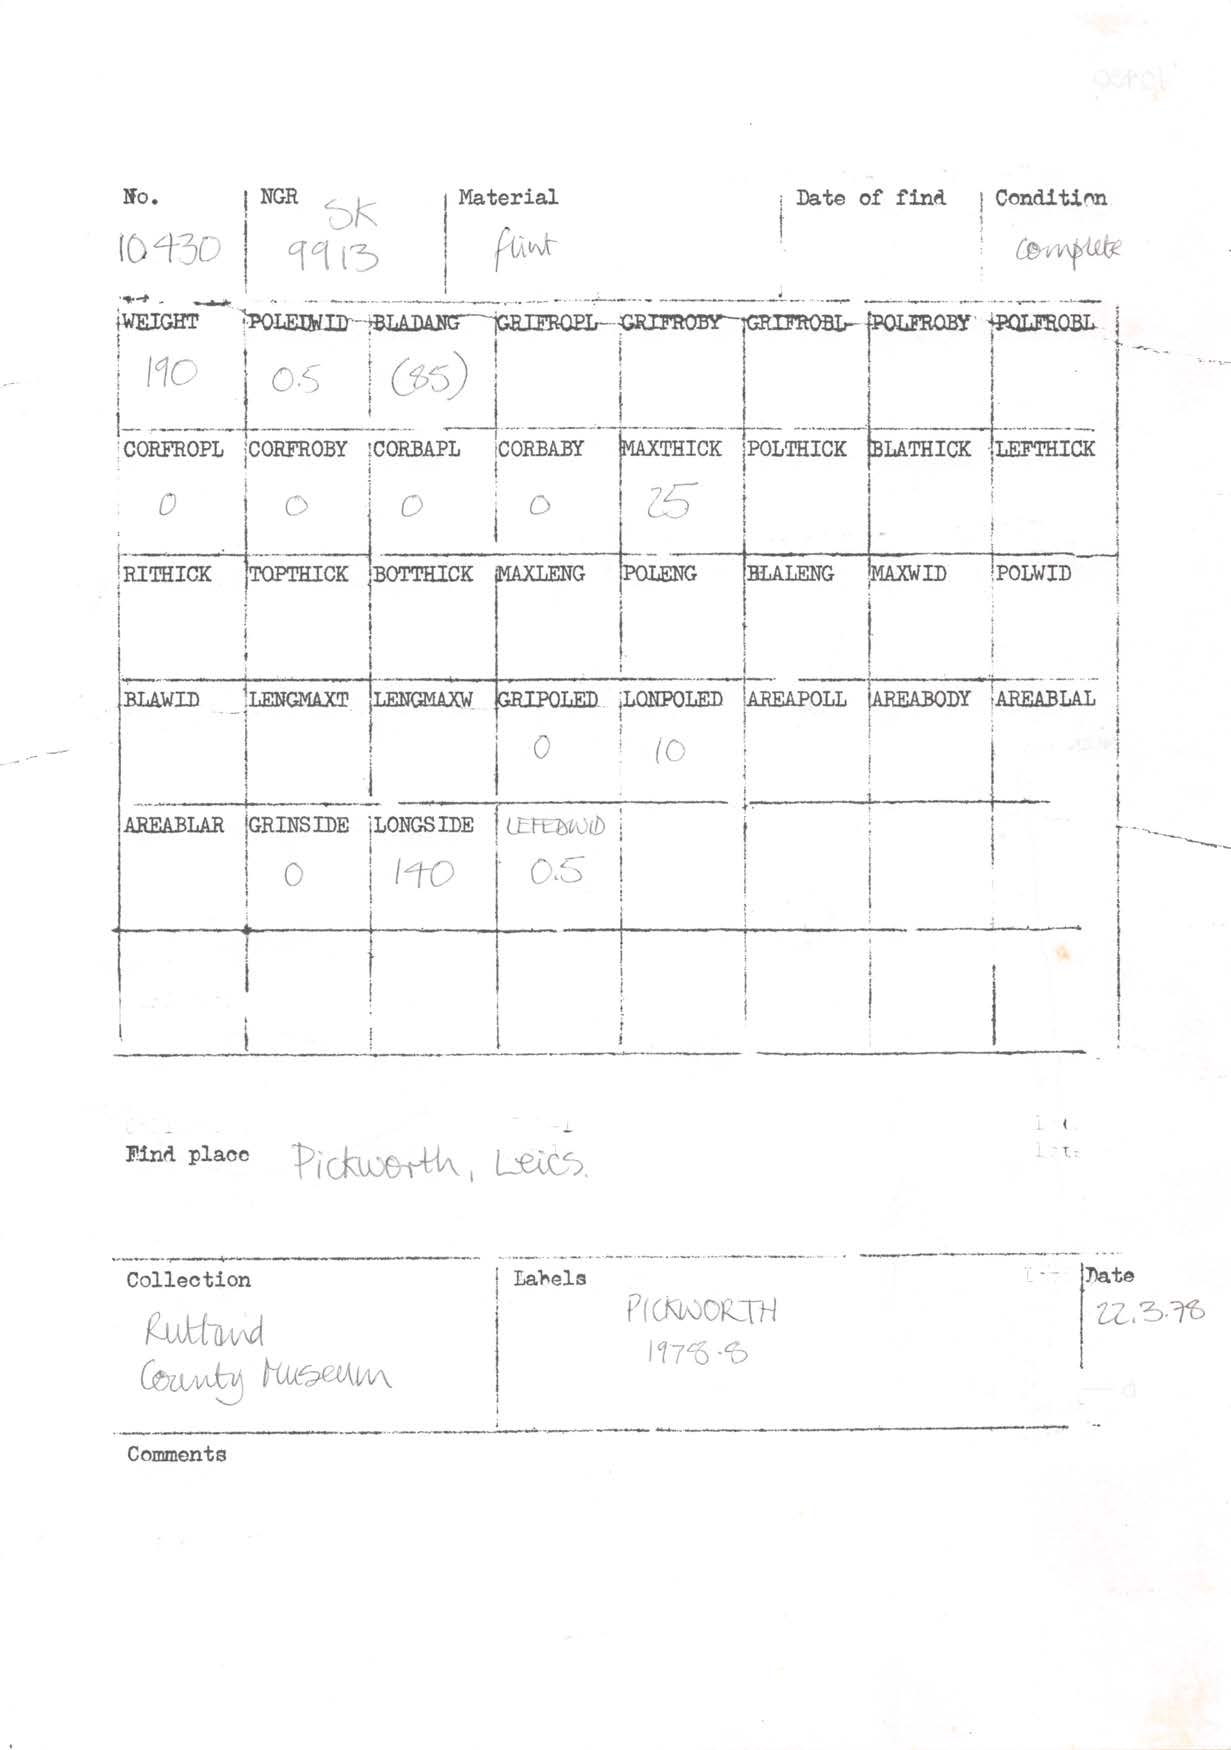 No. NGR Material Date of find Condition
10430 SK 9913 flint complete
WEIGHT POLEDWID BLADANG GRIFROPL GRIFROBY GRIFROBL POLFROBY POLFROBL
190 0.5 (85)
CORFROPL CORFROBY CORBAPL CORBABY MAXTHICK POLTHICK BLATHICK LEFTHICK
0 0 0 0 25
RITHICK TOPTHICK BOTTHICK MAXLENG POLENG BLALENG MAXWID POLWID
BLAWID LENGMAXT LENGMAXW GRIPOLED LONPOLED AREAPOLL AREABODY AREABLAL
0 10
AREABLAR GRINSIDE LONGSIDE LEFEDWID
0 140 0.5
Find place Pickworth, Leics.
Collection Labels Date
Rutland PICKWORTH 22.3.78
County Museum 1978.8
Comments